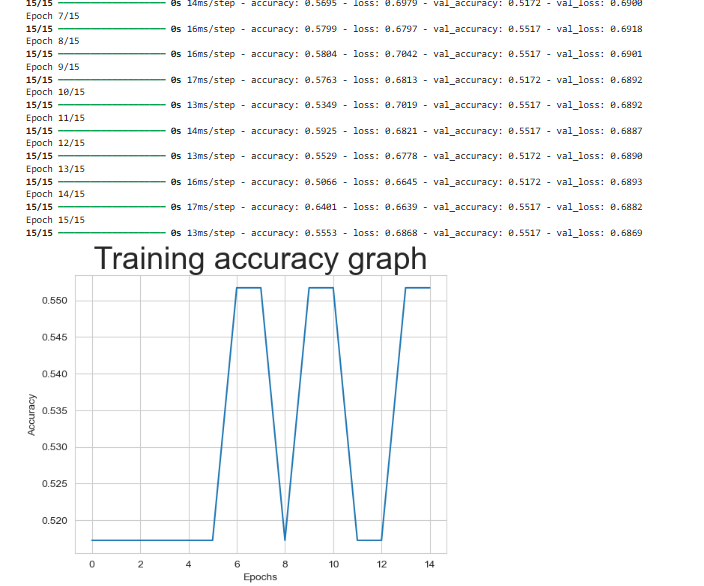 15/15 0s 14ms/step - accuracy: 0.5695 - loss: 0.6979 - val_accuracy: 0.5172 - val_loss: 0.6900
Epoch 7/15
15/15 0s 16ms/step - accuracy: 0.5799 - loss: 0.6797 - val_accuracy: 0.5517 - val_loss: 0.6918
Epoch 8/15
15/15 0s 16ms/step - accuracy: 0.5804 - loss: 0.7042 - val_accuracy: 0.5517 - val_loss: 0.6901
Epoch 9/15
15/15 0s 17ms/step - accuracy: 0.5763 - loss: 0.6813 - val_accuracy: 0.5172 - val_loss: 0.6892
Epoch 10/15
15/15 0s 13ms/step - accuracy: 0.5349 - loss: 0.7019 - val_accuracy: 0.5517 - val_loss: 0.6892
Epoch 11/15
15/15 0s 14ms/step - accuracy: 0.5925 - loss: 0.6821 - val_accuracy: 0.5517 - val_loss: 0.6887
Epoch 12/15
15/15 0s 13ms/step - accuracy: 0.5529 - loss: 0.6778 - val_accuracy: 0.5172 - val_loss: 0.6890
Epoch 13/15
15/15 0s 16ms/step - accuracy: 0.5066 - loss: 0.6645 - val_accuracy: 0.5172 - val_loss: 0.6893
Epoch 14/15
15/15 0s 17ms/step - accuracy: 0.6401 - loss: 0.6639 - val_accuracy: 0.5517 - val_loss: 0.6882
Epoch 15/15
15/15 0s 13ms/step - accuracy: 0.5553 - loss: 0.6868 - val_accuracy: 0.5517 - val_loss: 0.6869
Training accuracy graph
0.550
0.545
0.540
0.535
0.530
0.525
0.520
Accuracy
0 2 4 6 8 10 12 14
Epochs